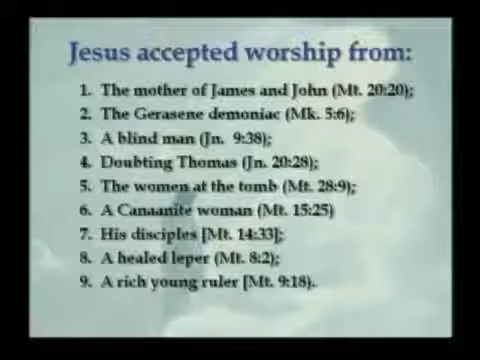 Jesus accepted worship from:
1. The mother of James and John (Mt. 20:20);
2. The Gerasene demoniac (Mk. 5:6);
3. A blind man (Jn. 9:38);
4. Doubting Thomas (Jn. 20:28);
5. The women at the tomb (Mt. 28:9);
6. A Canaanite woman (Mt. 15:25)
7. His disciples [Mt. 14:33];
8. A healed leper (Mt. 8:2);
9. A rich young ruler [Mt. 9:18).